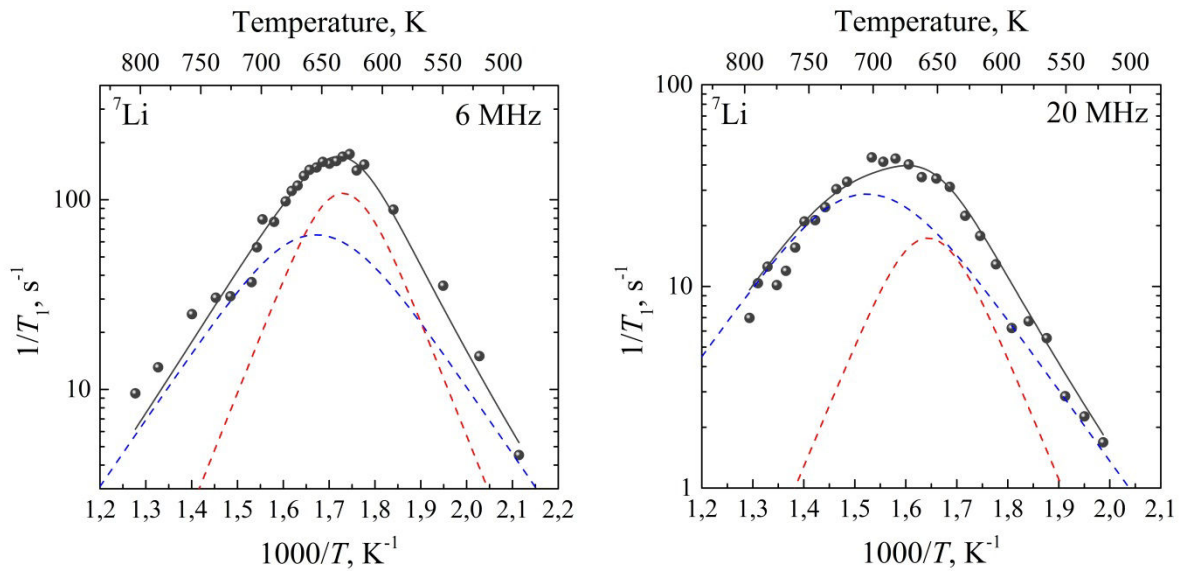 Temperature, K
800 750 700 650 600 550 500
⁷Li 6 MHz
100
10
1/T₁, s⁻¹
1,2 1,3 1,4 1,5 1,6 1,7 1,8 1,9 2,0 2,1 2,2
1000/T, K⁻¹
Temperature, K
800 750 700 650 600 550 500
100
⁷Li 20 MHz
10
1
1/T₁, s⁻¹
1,2 1,3 1,4 1,5 1,6 1,7 1,8 1,9 2,0 2,1
1000/T, K⁻¹